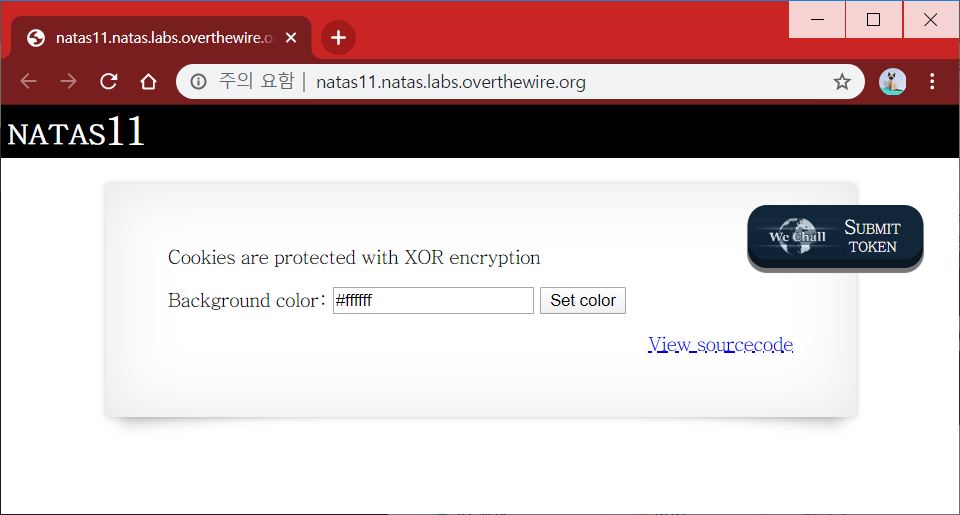 natas11.natas.labs.overthewire.o
주의 요함 | natas11.natas.labs.overthewire.org
NATAS11
We Chall
SUBMIT
TOKEN
Cookies are protected with XOR encryption
Background color: #ffffff Set color
View sourcecode